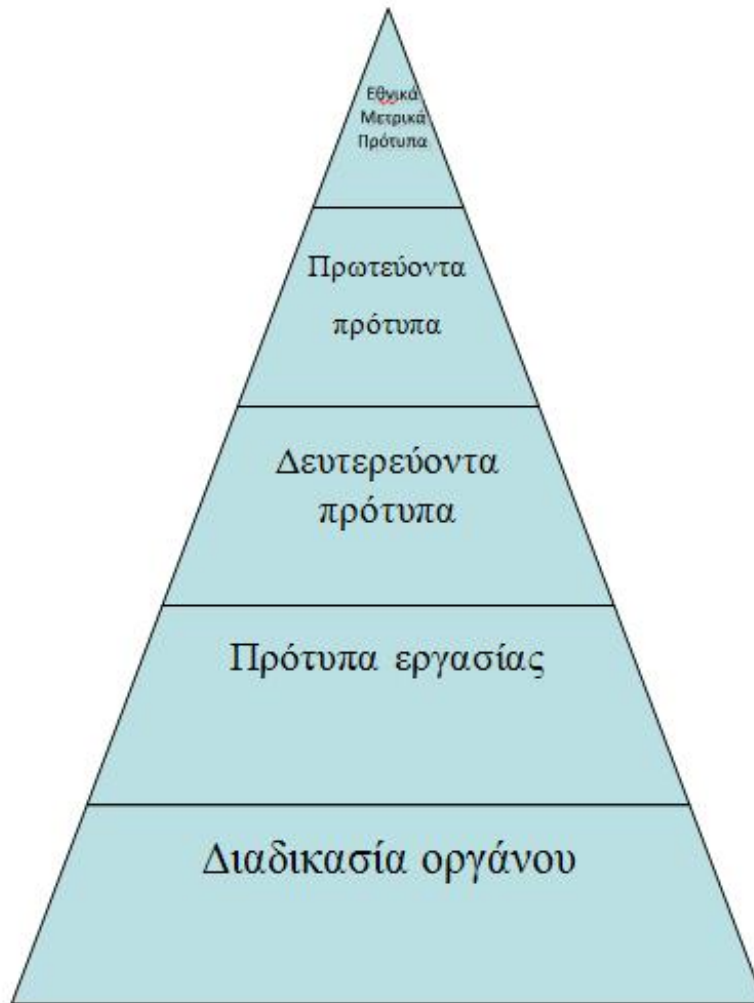 Εθνικά
Μετρικά
Πρότυπα
Πρωτεύοντα
πρότυπα
Δευτερεύοντα
πρότυπα
Πρότυπα εργασίας
Διαδικασία οργάνου